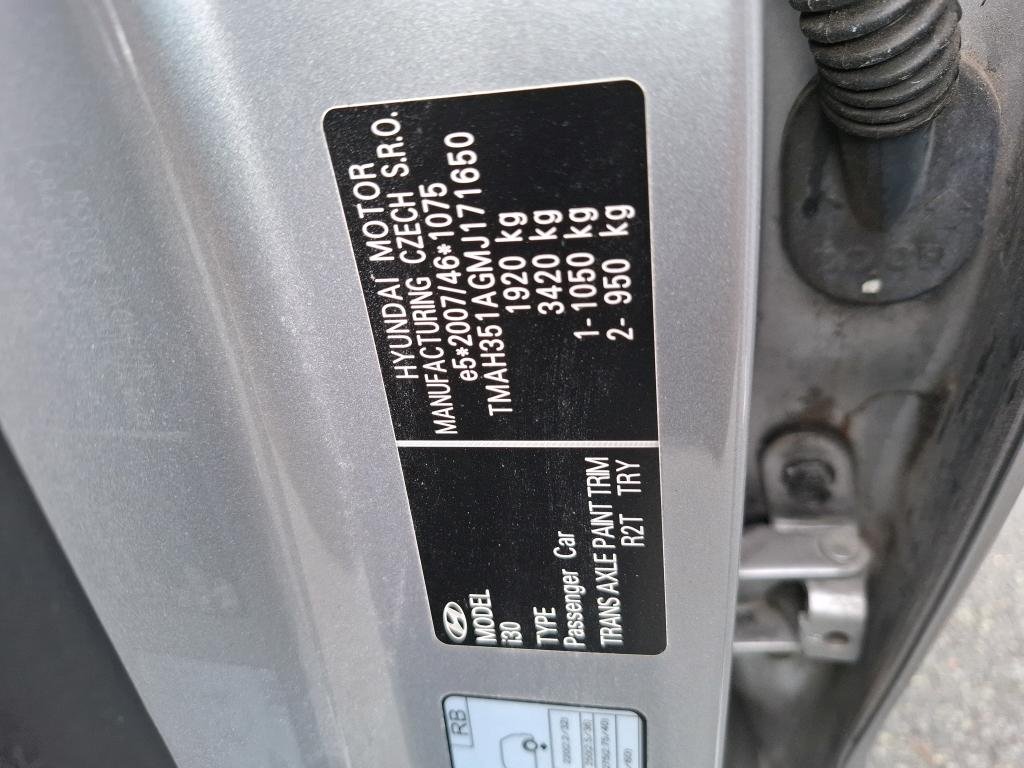 HYUNDAI MOTOR
MANUFACTURING CZECH S.R.O.
e5*2007/46*1075
TMAH351AGMJ171650
1920 kg
3420 kg
1- 1050 kg
2- 950 kg
MODEL
i30
TYPE
Passenger Car
TRANS AXLE PAINT TRIM
R2T TRY
RB